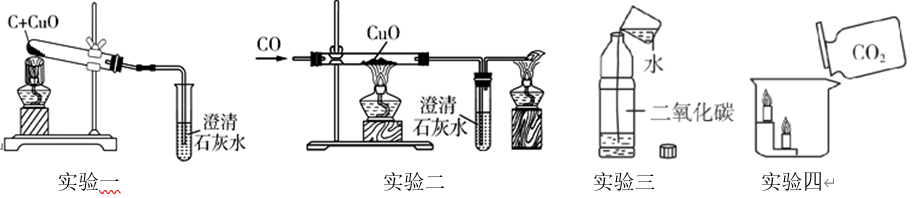 C+CuO
澄清
石灰水
实验一
CO
CuO
澄清
石灰水
实验二
水
二氧化碳
实验三
CO₂
实验四↵